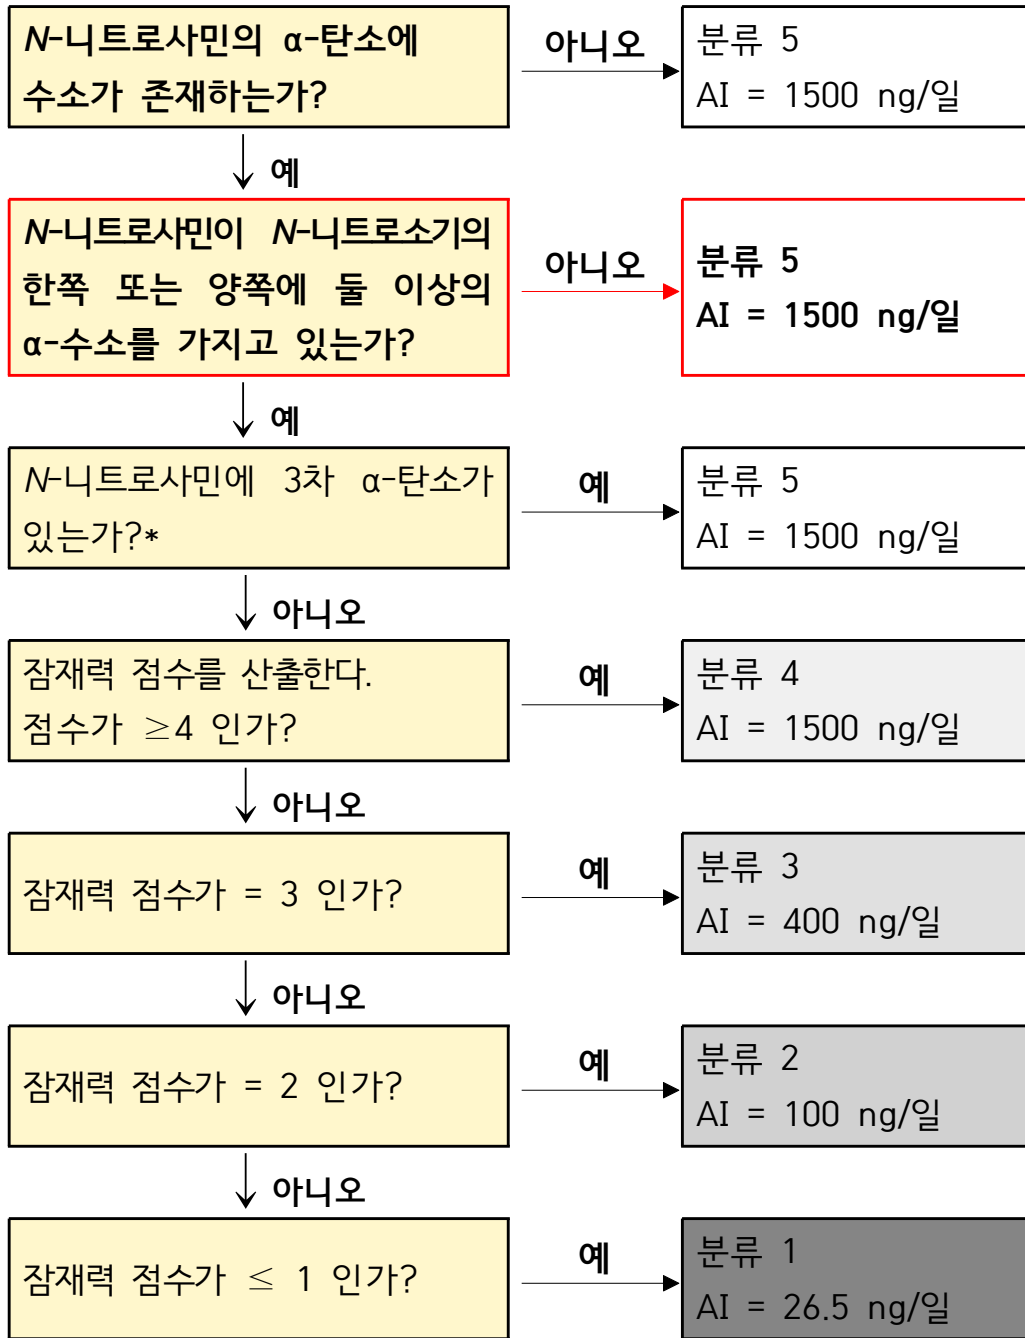 N-니트로사민의 α-탄소에
수소가 존재하는가?
아니오
분류 5
AI = 1500 ng/일
예
N-니트로사민이 N-니트로소기의
한쪽 또는 양쪽에 둘 이상의
α-수소를 가지고 있는가?
아니오
분류 5
AI = 1500 ng/일
예
N-니트로사민에 3차 α-탄소가
있는가?*
예
분류 5
AI = 1500 ng/일
아니오
잠재력 점수를 산출한다.
점수가 ≥4 인가?
예
분류 4
AI = 1500 ng/일
아니오
잠재력 점수가 = 3 인가?
예
분류 3
AI = 400 ng/일
아니오
잠재력 점수가 = 2 인가?
예
분류 2
AI = 100 ng/일
아니오
잠재력 점수가 ≤ 1 인가?
예
분류 1
AI = 26.5 ng/일